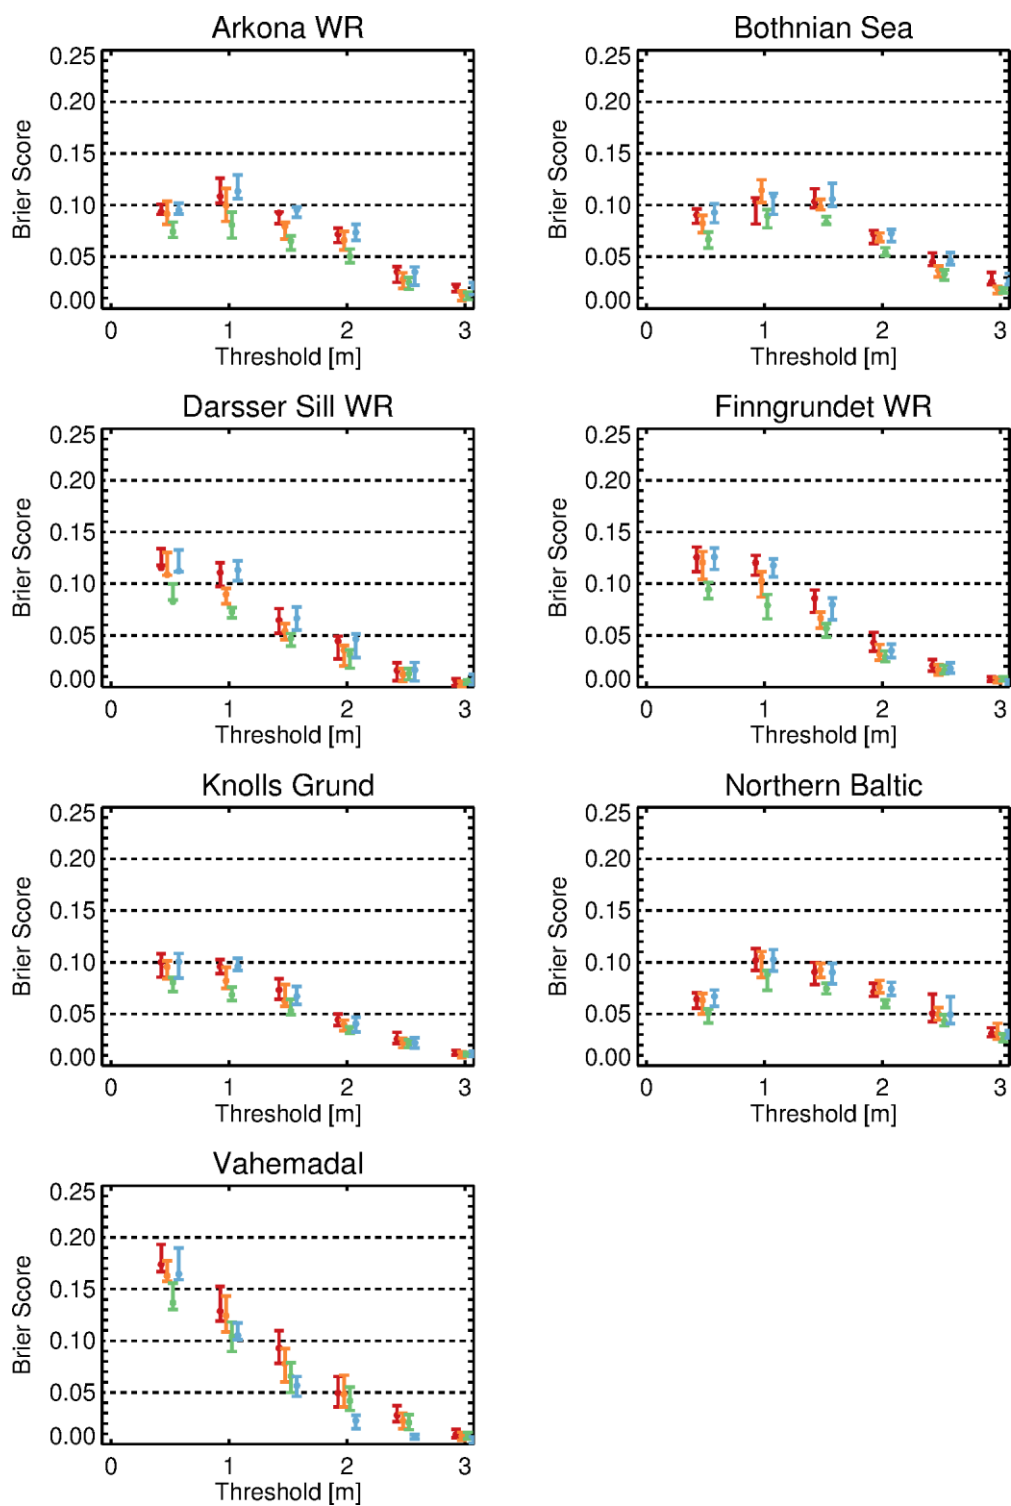 Arkona WR
Brier Score
0.25
0.20
0.15
0.10
0.05
0.00
0 1 2 3
Threshold [m]
Bothnian Sea
Brier Score
0.25
0.20
0.15
0.10
0.05
0.00
0 1 2 3
Threshold [m]
Darsser Sill WR
Brier Score
0.25
0.20
0.15
0.10
0.05
0.00
0 1 2 3
Threshold [m]
Finngrundet WR
Brier Score
0.25
0.20
0.15
0.10
0.05
0.00
0 1 2 3
Threshold [m]
Knolls Grund
Brier Score
0.25
0.20
0.15
0.10
0.05
0.00
0 1 2 3
Threshold [m]
Northern Baltic
Brier Score
0.25
0.20
0.15
0.10
0.05
0.00
0 1 2 3
Threshold [m]
Vahemadal
Brier Score
0.25
0.20
0.15
0.10
0.05
0.00
0 1 2 3
Threshold [m]